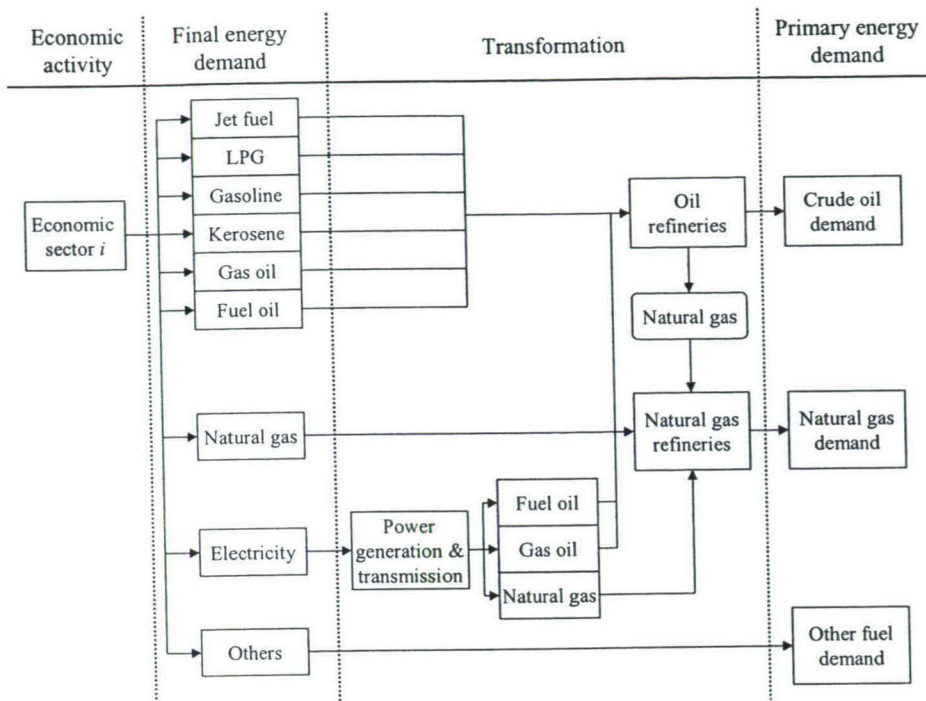 Economic
activity
Final energy
demand
Transformation
Primary energy
demand
Economic
sector i
Jet fuel
LPG
Gasoline
Kerosene
Gas oil
Fuel oil
Natural gas
Electricity
Others
Power
generation &
transmission
Fuel oil
Gas oil
Natural gas
Oil
refineries
Natural gas
Natural gas
refineries
Crude oil
demand
Natural gas
demand
Other fuel
demand